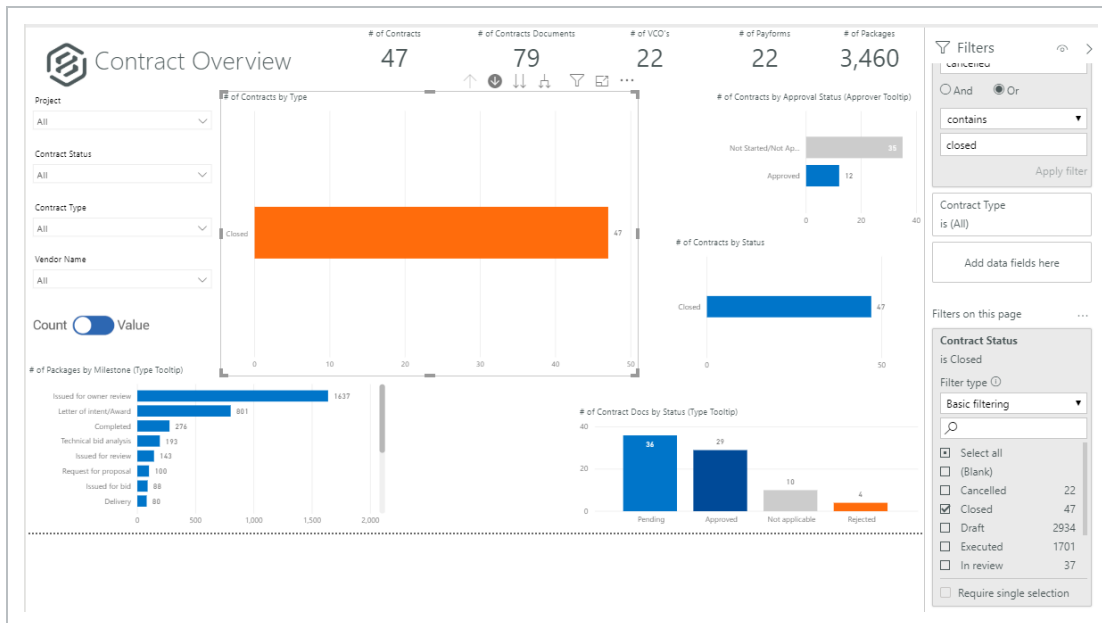 Contract Overview
# of Contracts
47
# of Contracts Documents
79
# of VCO's
22
# of Payforms
22
# of Packages
3,460
Project
All
Contract Status
All
Contract Type
All
Vendor Name
All
Count Value
# of Contracts by Type
Closed
47
0 10 20 30 40 50
# of Contracts by Approval Status (Approver Tooltip)
Not Started/Not Ap... 35
Approved 12
0 20 40
# of Contracts by Status
Closed 47
0 50
# of Packages by Milestone (Type Tooltip)
Issued for owner review 1637
Letter of intent/Award 801
Completed 276
Technical bid analysis 193
Issued for review 143
Request for proposal 100
Issued for bid 88
Delivery 80
0 500 1,000 1,500 2,000
# of Contract Docs by Status (Type Tooltip)
40
20
0
36 29 10 4
Pending Approved Not applicable Rejected
Filters
cancelled
And Or
contains
closed
Apply filter
Contract Type
is (All)
Add data fields here
Filters on this page
Contract Status
is Closed
Filter type
Basic filtering
Select all
(Blank)
Cancelled 22
Closed 47
Draft 2934
Executed 1701
In review 37
Require single selection